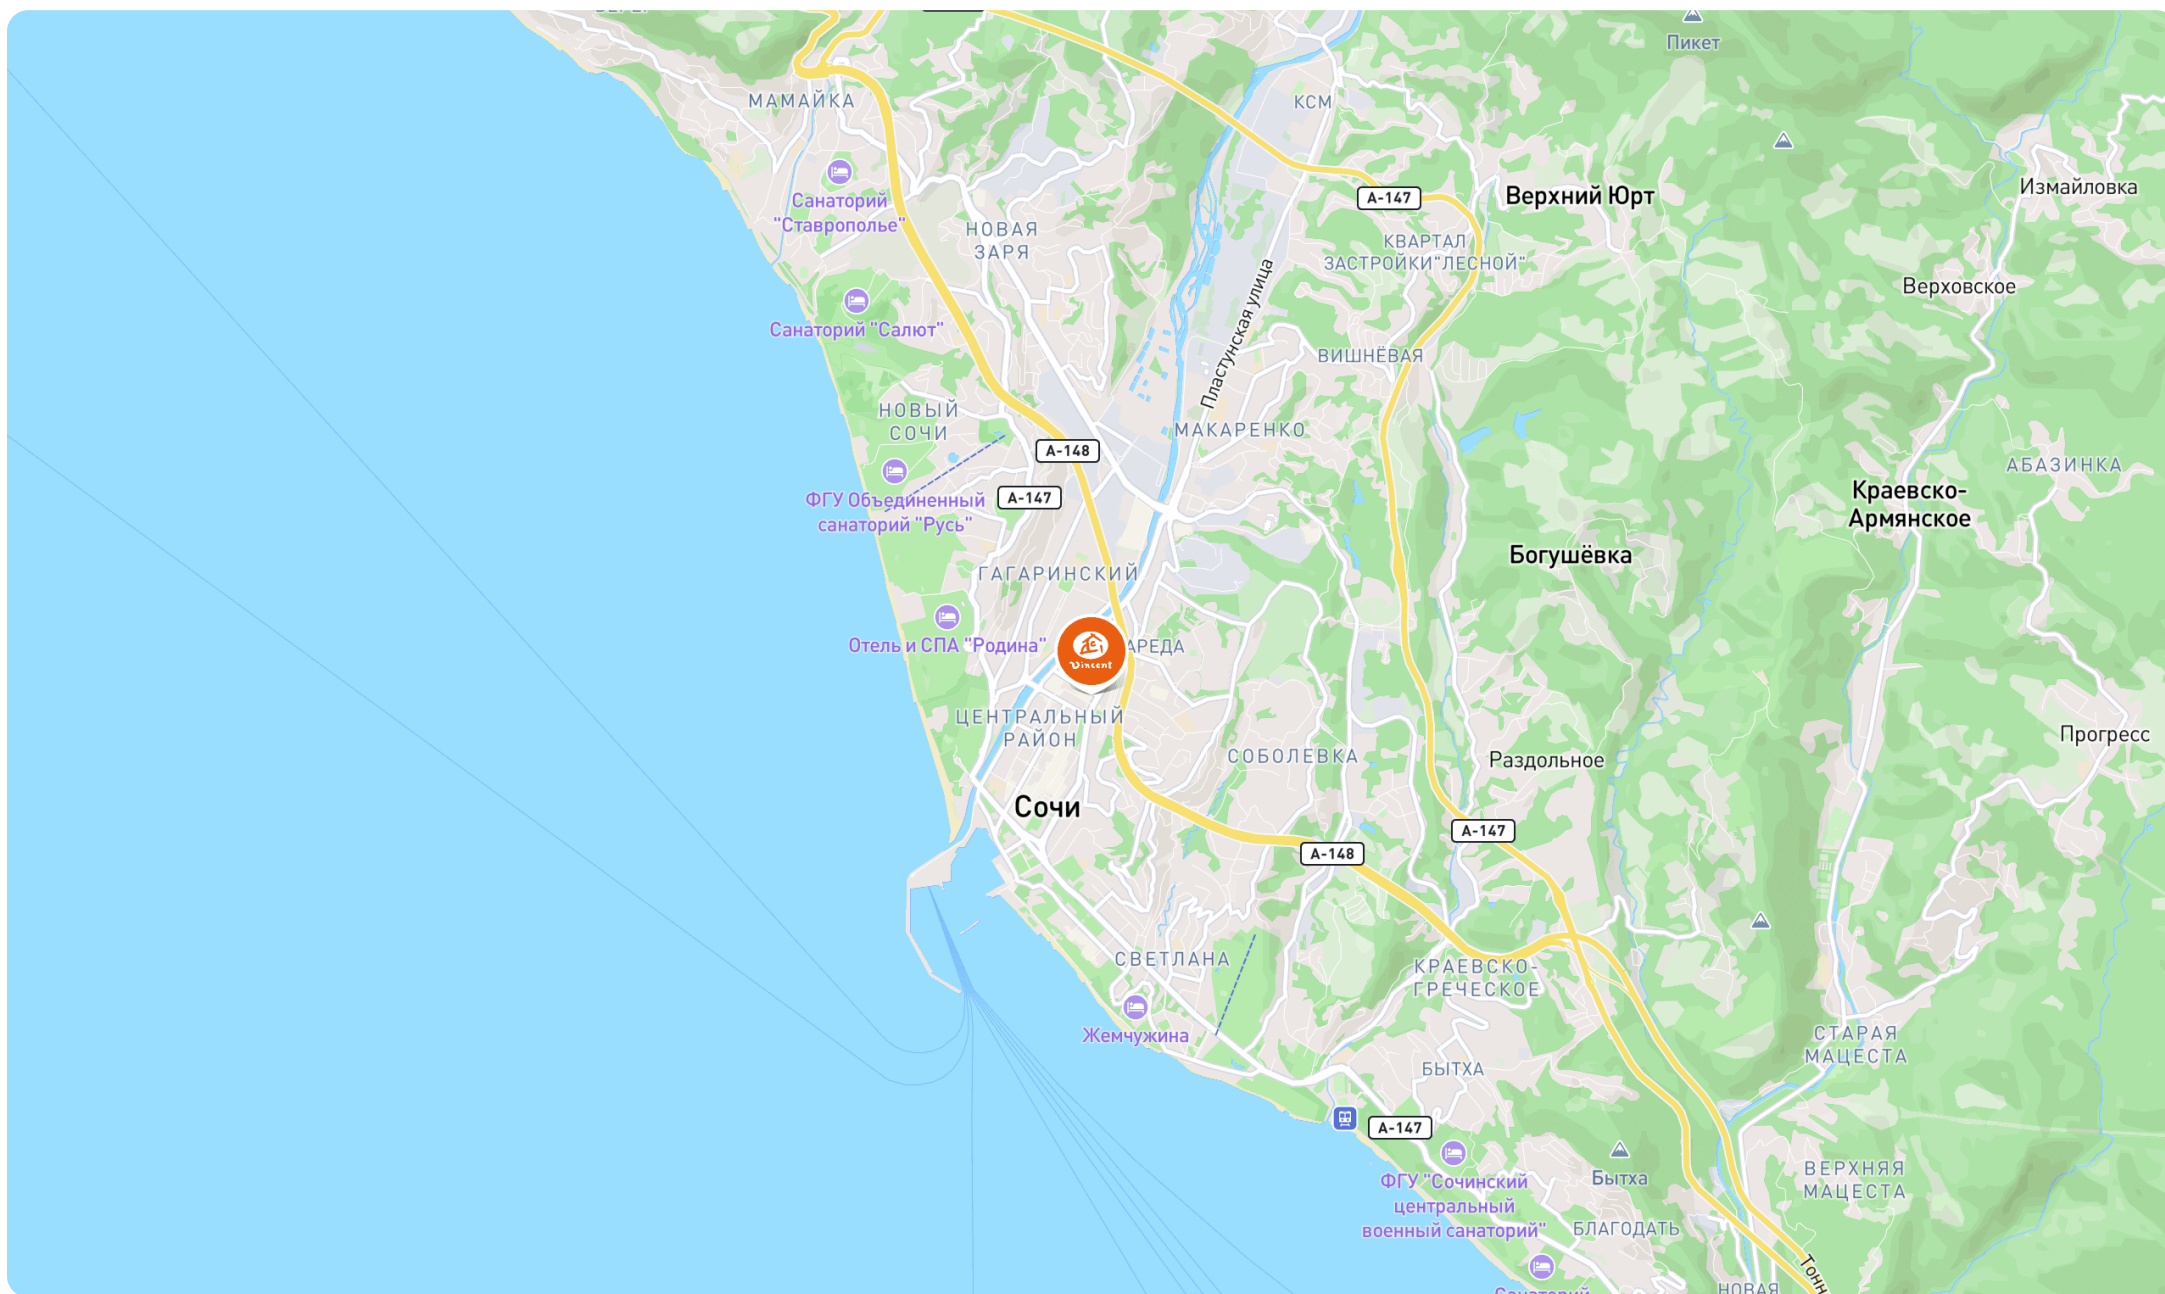 Пикет
МАМАЙКА
КСМ
Санаторий
"Ставрополье"
А-147
Верхний Юрт
Измайловка
НОВАЯ
ЗАРЯ
КВАРТАЛ
ЗАСТРОЙКИ"ЛЕСНОЙ"
Верховское
Санаторий "Салют"
Пластунская улица
ВИШНЁВАЯ
НОВЫЙ
СОЧИ
МАКАРЕНКО
А-148
АБАЗИНКА
ФГУ Объединенный
санаторий "Русь"
А-147
Краевско-
Армянское
Богушёвка
ГАГАРИНСКИЙ
Отель и СПА "Родина"
Vincent
АРЕДА
ЦЕНТРАЛЬНЫЙ
РАЙОН
СОБОЛЕВКА
Раздольное
Прогресс
Сочи
А-147
А-148
СВЕТЛАНА
КРАЕВСКО-
ГРЕЧЕСКОЕ
Жемчужина
СТАРАЯ
МАЦЕСТА
БЫТХА
А-147
ФГУ "Сочинский
центральный
военный санаторий"
Бытха
ВЕРХНЯЯ
МАЦЕСТА
БЛАГОДАТЬ
Тонн
Санаторий
НОВАЯ